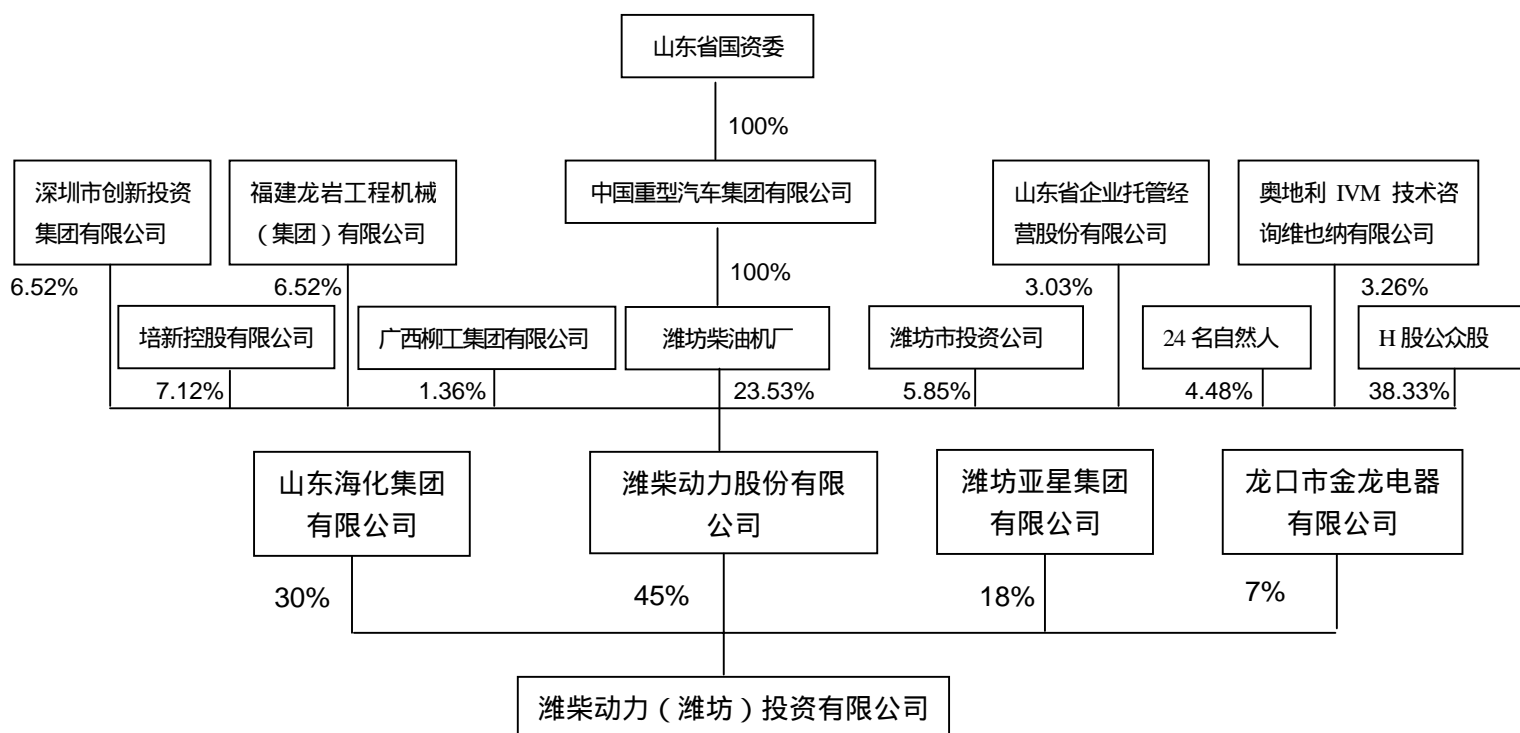 山东省国资委
100%
深圳市创新投资
集团有限公司
福建龙岩工程机械
（集团）有限公司
中国重型汽车集团有限公司
山东省企业托管经
营股份有限公司
奥地利 IVM 技术咨
询维也纳有限公司
6.52%
6.52%
100%
3.03%
3.26%
培新控股有限公司
广西柳工集团有限公司
潍坊柴油机厂
潍坊市投资公司
24 名自然人
H 股公众股
7.12%
1.36%
23.53%
5.85%
4.48%
38.33%
山东海化集团
有限公司
潍柴动力股份有限
公司
潍坊亚星集团
有限公司
龙口市金龙电器
有限公司
30%
45%
18%
7%
潍柴动力（潍坊）投资有限公司